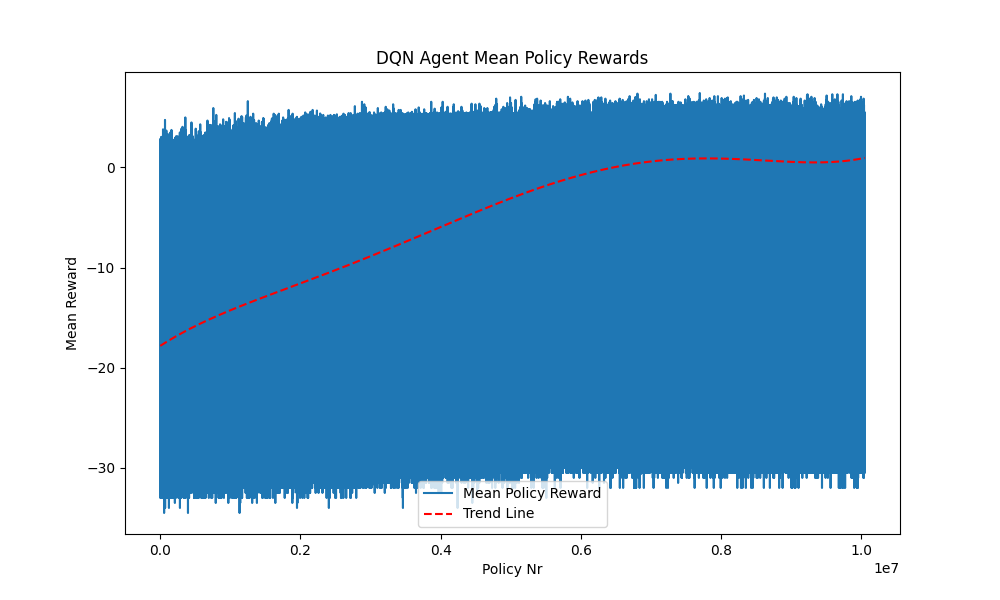 DQN Agent Mean Policy Rewards
Mean Reward
0
−10
−20
−30
Mean Policy Reward
Trend Line
0.0 0.2 0.4 0.6 0.8 1.0
1e7
Policy Nr